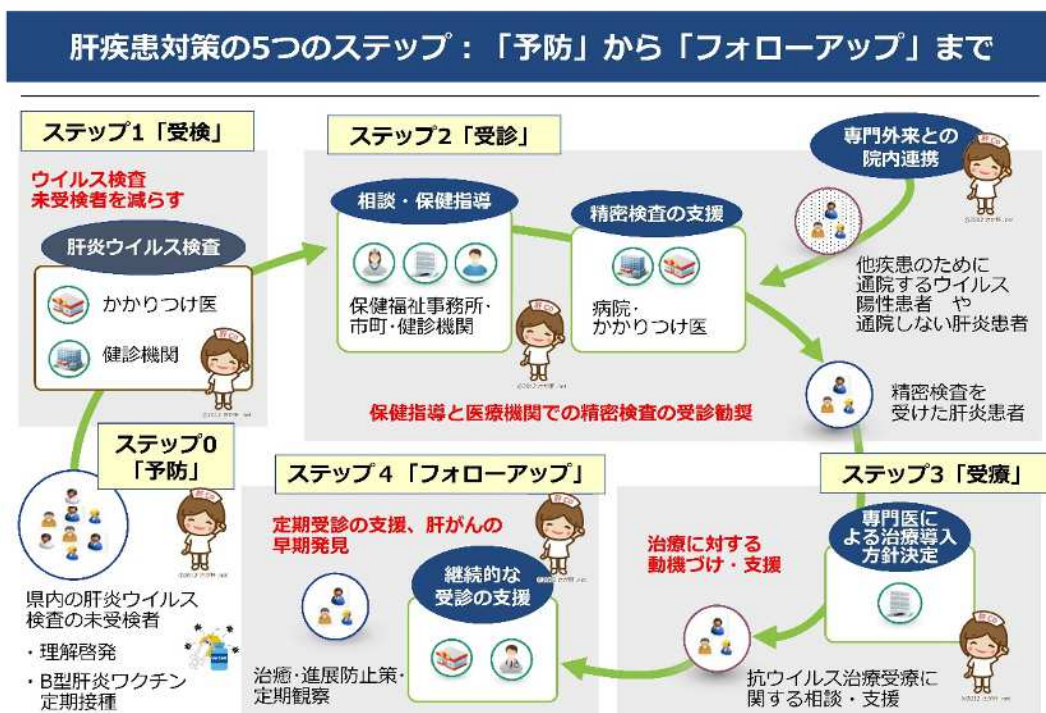 肝疾患対策の5つのステップ：「予防」から「フォローアップ」まで
ステップ1「受検」
ウイルス検査
未受検者を減らす
肝炎ウイルス検査
かかりつけ医
健診機関
ステップ0
「予防」
県内の肝炎ウイルス
検査の未受検者
・理解啓発
・B型肝炎ワクチン
定期接種
ステップ2「受診」
相談・保健指導
保健福祉事務所・
市町・健診機関
精密検査の支援
病院・
かかりつけ医
保健指導と医療機関での精密検査の受診勧奨
専門外来との
院内連携
他疾患のために
通院するウイルス
陽性患者　や
通院しない肝炎患者
精密検査を
受けた肝炎患者
ステップ3「受療」
専門医に
よる治療導入
方針決定
治療に対する
動機づけ・支援
抗ウイルス治療受療に
関する相談・支援
ステップ４「フォローアップ」
定期受診の支援、肝がんの
早期発見
継続的な
受診の支援
治癒・進展防止策・
定期観察